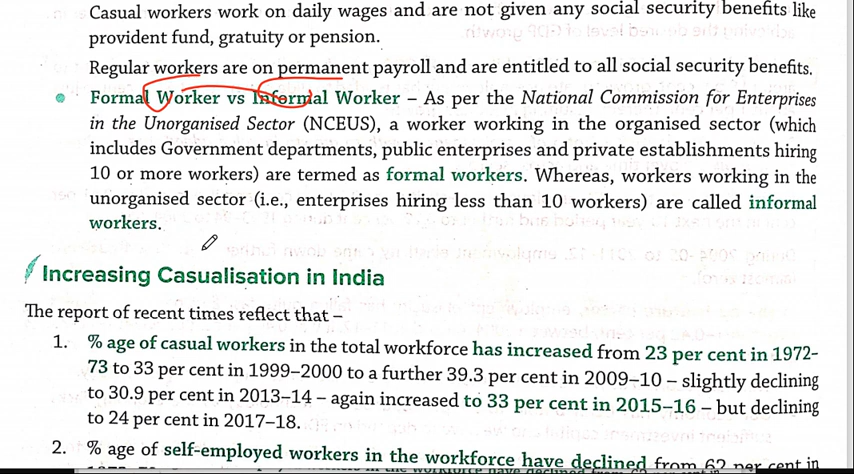 Casual workers work on daily wages and are not given any social security benefits like
provident fund, gratuity or pension.
Regular workers are on permanent payroll and are entitled to all social security benefits.
• Formal Worker vs Informal Worker – As per the National Commission for Enterprises
in the Unorganised Sector (NCEUS), a worker working in the organised sector (which
includes Government departments, public enterprises and private establishments hiring
10 or more workers) are termed as formal workers. Whereas, workers working in the
unorganised sector (i.e., enterprises hiring less than 10 workers) are called informal
workers.
Increasing Casualisation in India
The report of recent times reflect that –
1. % age of casual workers in the total workforce has increased from 23 per cent in 1972-
73 to 33 per cent in 1999–2000 to a further 39.3 per cent in 2009–10 – slightly declining
to 30.9 per cent in 2013–14 – again increased to 33 per cent in 2015–16 – but declining
to 24 per cent in 2017–18.
2. % age of self-employed workers in the workforce have declined from 62 per cent in